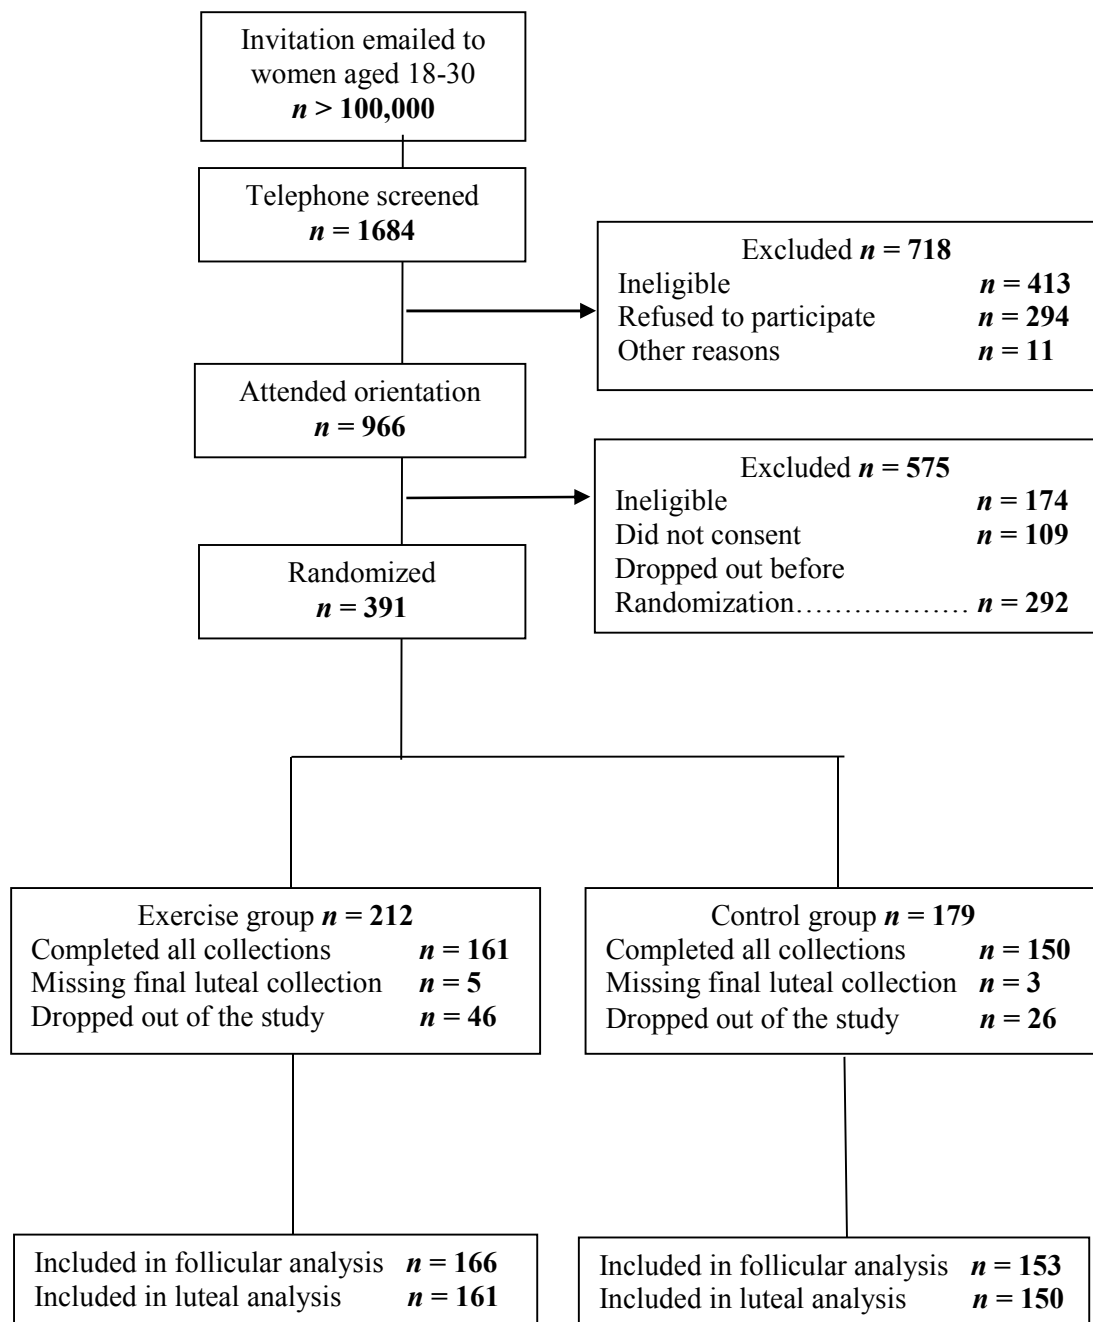 Invitation emailed to
women aged 18-30
n > 100,000
Telephone screened
n = 1684
Excluded n = 718
Ineligible n = 413
Refused to participate n = 294
Other reasons n = 11
Attended orientation
n = 966
Excluded n = 575
Ineligible n = 174
Did not consent n = 109
Dropped out before
Randomization……………… n = 292
Randomized
n = 391
Exercise group n = 212
Completed all collections n = 161
Missing final luteal collection n = 5
Dropped out of the study n = 46
Control group n = 179
Completed all collections n = 150
Missing final luteal collection n = 3
Dropped out of the study n = 26
Included in follicular analysis n = 166
Included in luteal analysis n = 161
Included in follicular analysis n = 153
Included in luteal analysis n = 150